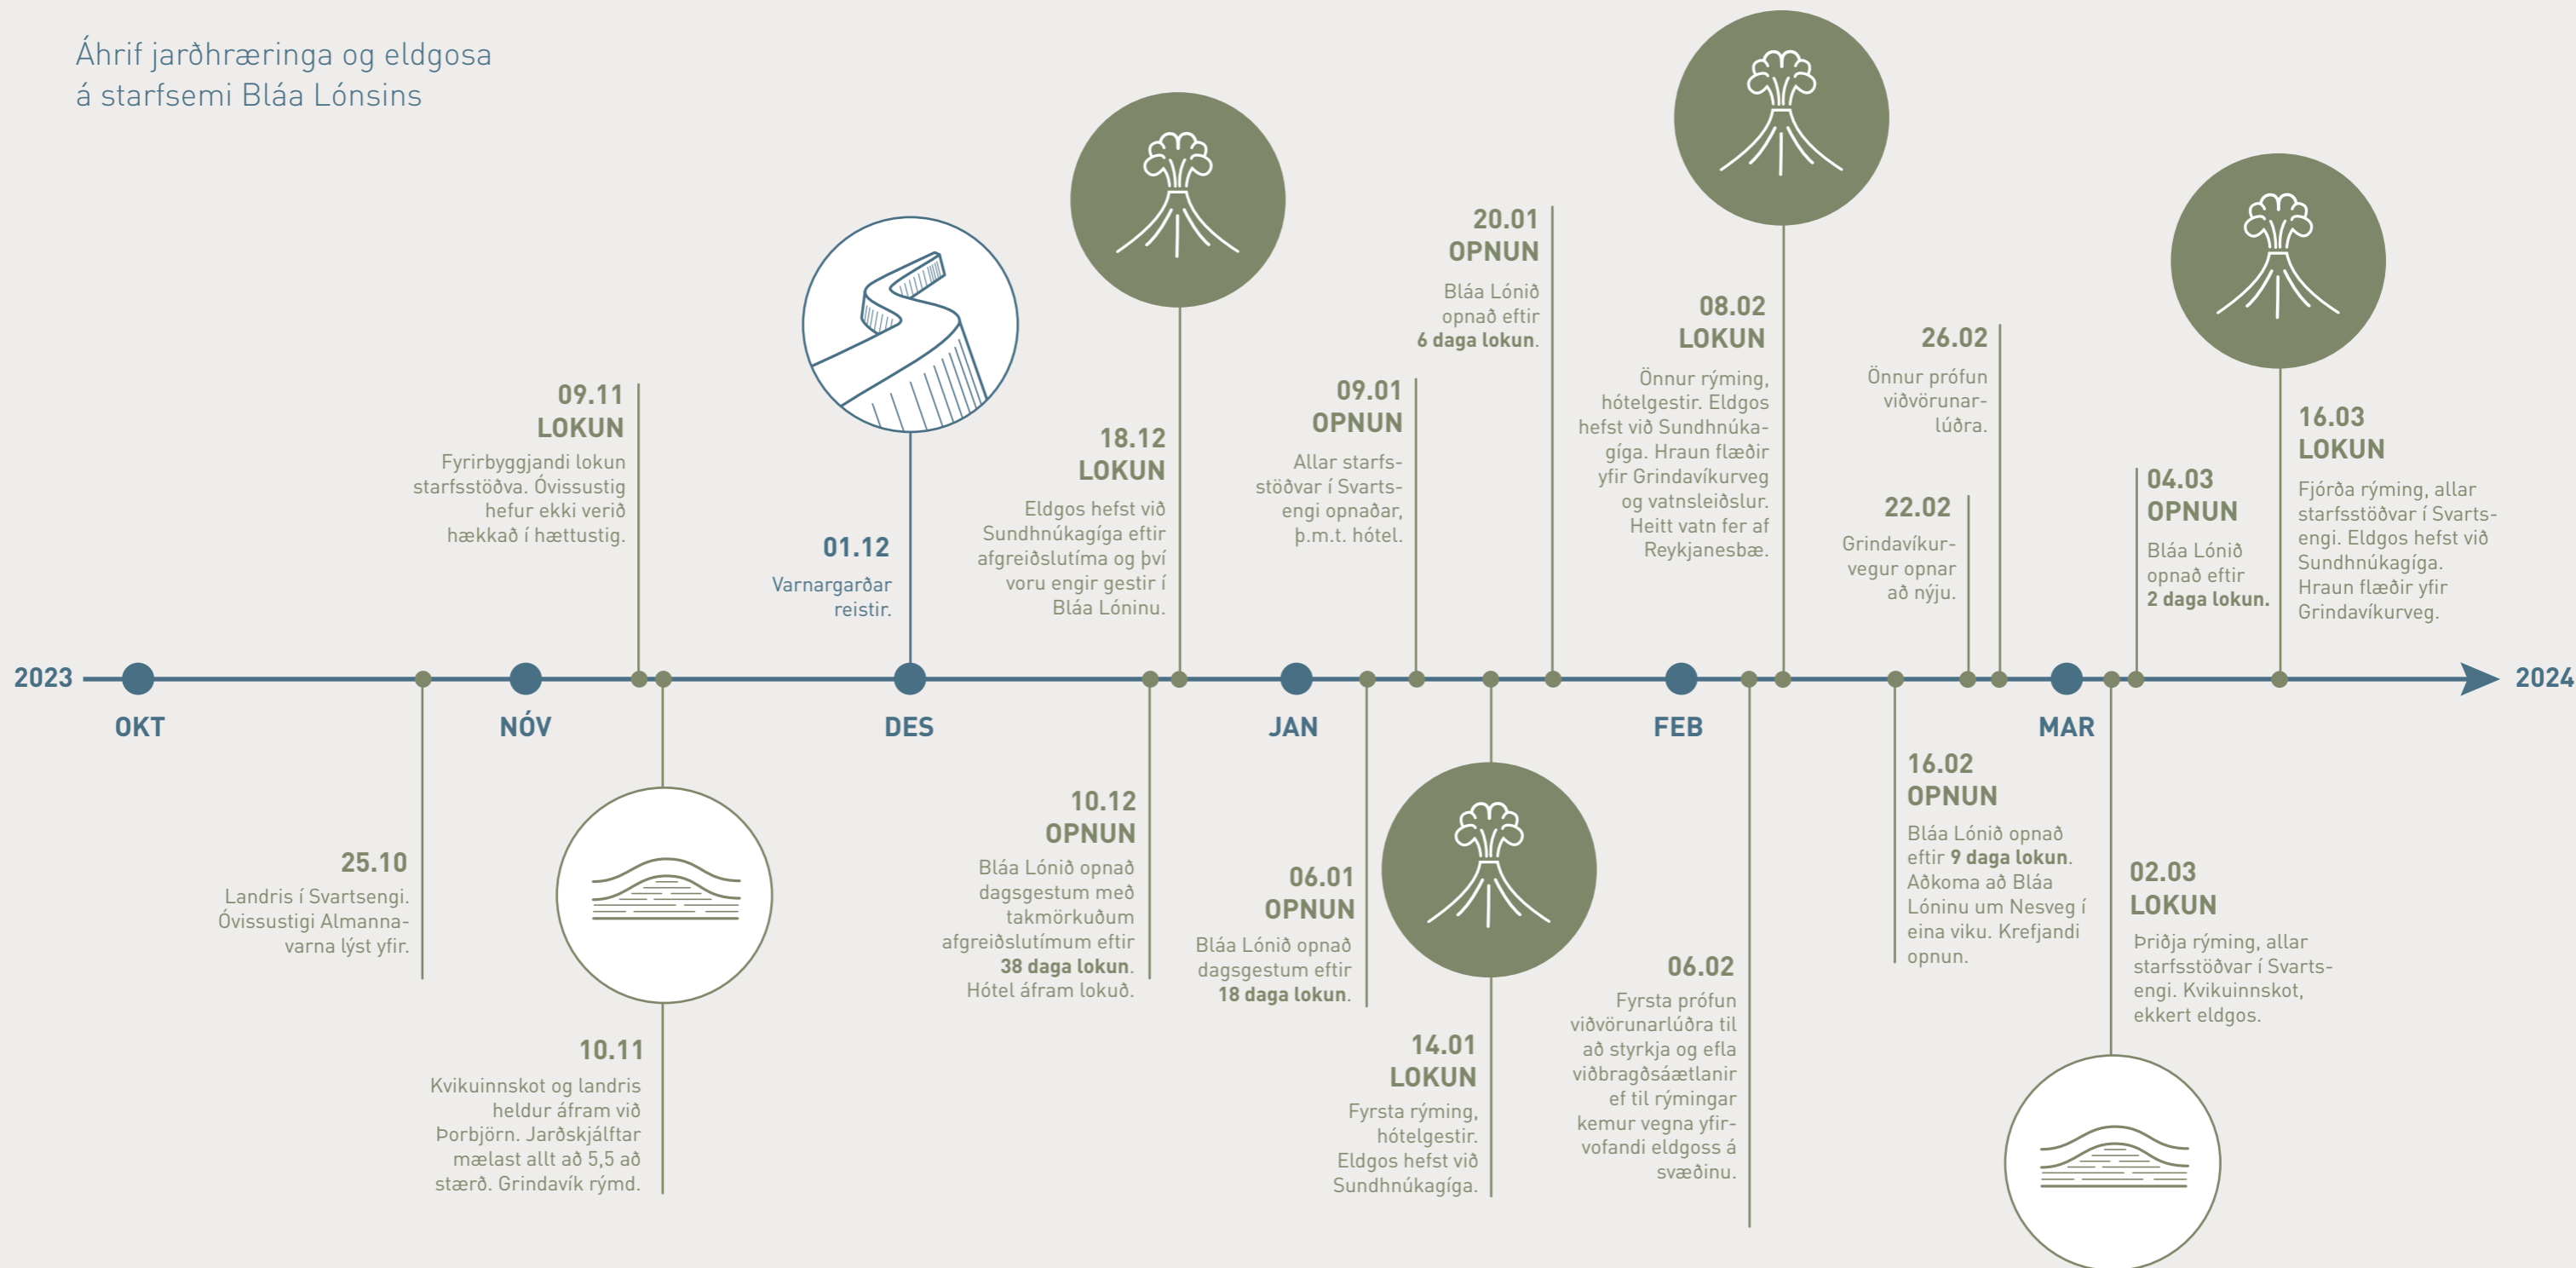 Áhrif jarðhræringa og eldgosa
á starfsemi Bláa Lónsins
2023
OKT
NÓV
DES
JAN
FEB
MAR
2024
25.10
Landris í Svartsengi.
Óvissustigi Almanna-
varna lýst yfir.
09.11
LOKUN
Fyrirbyggjandi lokun
starfsstöðva. Óvissustig
hefur ekki verið
hækkað í hættustig.
10.11
Kvikuinnskot og landris
heldur áfram við
Þorbjörn. Jarðskjálftar
mælast allt að 5,5 að
stærð. Grindavík rýmd.
01.12
Varnargarðar
reistir.
10.12
OPNUN
Bláa Lónið opnað
dagsgestum með
takmörkuðum
afgreiðslutímum eftir
38 daga lokun.
Hótel áfram lokuð.
18.12
LOKUN
Eldgos hefst við
Sundhnúkagíga eftir
afgreiðslutíma og því
voru engir gestir í
Bláa Lóninu.
06.01
OPNUN
Bláa Lónið opnað
dagsgestum eftir
18 daga lokun.
09.01
OPNUN
Allar starfs-
stöðvar í Svarts-
engi opnaðar,
þ.m.t. hótel.
14.01
LOKUN
Fyrsta rýming,
hótelgestir.
Eldgos hefst við
Sundhnúkagíga.
20.01
OPNUN
Bláa Lónið
opnað eftir
6 daga lokun.
06.02
Fyrsta prófun
viðvörunarlúðra til
að styrkja og efla
viðbragðsáætlanir
ef til rýmingar
kemur vegna yfir-
vofandi eldgoss á
svæðinu.
08.02
LOKUN
Önnur rýming,
hótelgestir. Eldgos
hefst við Sundhnúka-
gíga. Hraun flæðir
yfir Grindavíkurveg
og vatnsleiðslur.
Heitt vatn fer af
Reykjanesbæ.
16.02
OPNUN
Bláa Lónið opnað
eftir 9 daga lokun.
Aðkoma að Bláa
Lóninu um Nesveg í
eina viku. Krefjandi
opnun.
22.02
Grindavíkur-
vegur opnar
að nýju.
26.02
Önnur prófun
viðvörunar-
lúðra.
02.03
LOKUN
Þriðja rýming, allar
starfsstöðvar í Svarts-
engi. Kvikuinnskot,
ekkert eldgos.
04.03
OPNUN
Bláa Lónið
opnað eftir
2 daga lokun.
16.03
LOKUN
Fjórða rýming, allar
starfsstöðvar í Svarts-
engi. Eldgos hefst við
Sundhnúkagíga.
Hraun flæðir yfir
Grindavíkurveg.